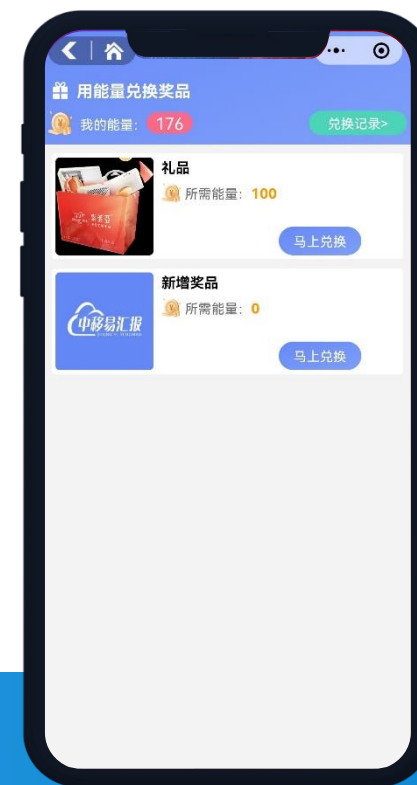 用能量兑换奖品
我的能量: 176
兑换记录>
礼品
所需能量: 100
马上兑换
新增奖品
所需能量: 0
中移易汇报
马上兑换